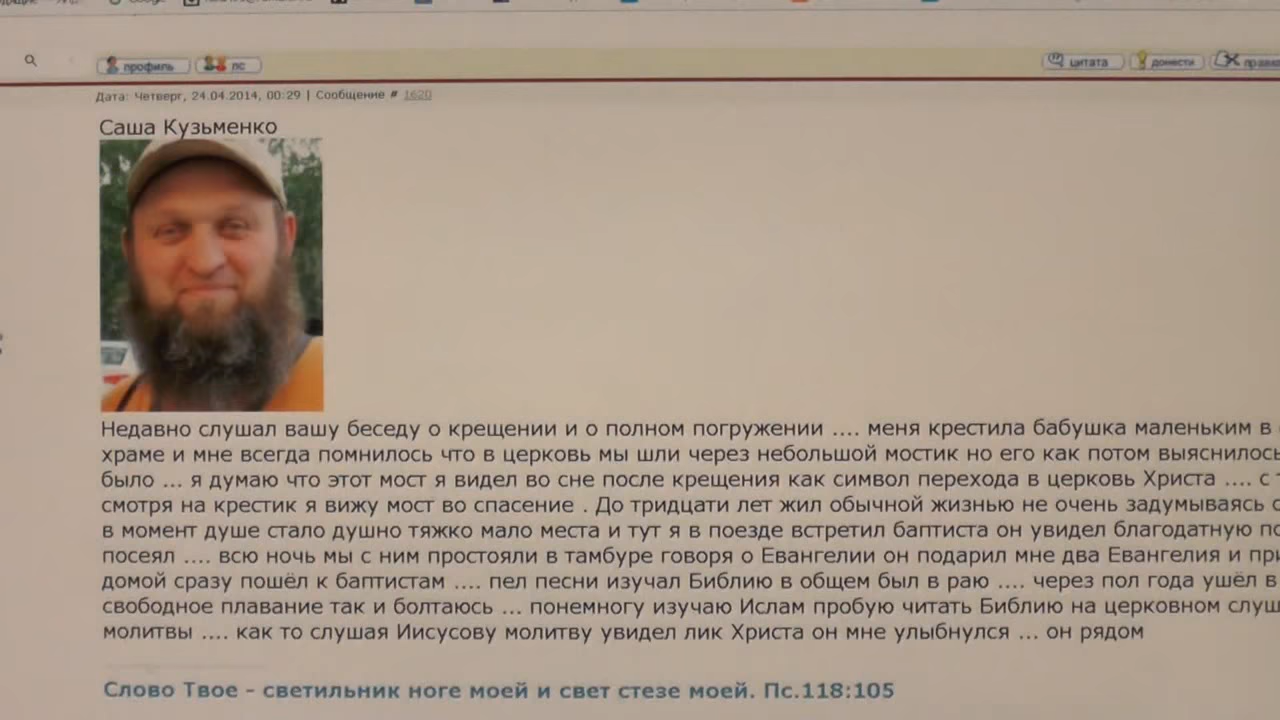 профиль пс цитата донести
Дата: Четверг, 24.04.2014, 00:29 | Сообщение # 1620
Саша Кузьменко
Недавно слушал вашу беседу о крещении и о полном погружении .... меня крестила бабушка маленьким в
храме и мне всегда помнилось что в церковь мы шли через небольшой мостик но его как потом выяснилось
было ... я думаю что этот мост я видел во сне после крещения как символ перехода в церковь Христа .... с
смотря на крестик я вижу мост во спасение . До тридцати лет жил обычной жизнью не очень задумываясь
в момент душе стало душно тяжко мало места и тут я в поезде встретил баптиста он увидел благодатную
посеял .... всю ночь мы с ним простояли в тамбуре говоря о Евангелии он подарил мне два Евангелия и
домой сразу пошёл к баптистам .... пел песни изучал Библию в общем был в раю .... через пол года ушёл в
свободное плавание так и болтаюсь ... понемногу изучаю Ислам пробую читать Библию на церковном
молитвы .... как то слушая Иисусову молитву увидел лик Христа он мне улыбнулся ... он рядом
Слово Твое - светильник ноге моей и свет стезе моей. Пс.118:105